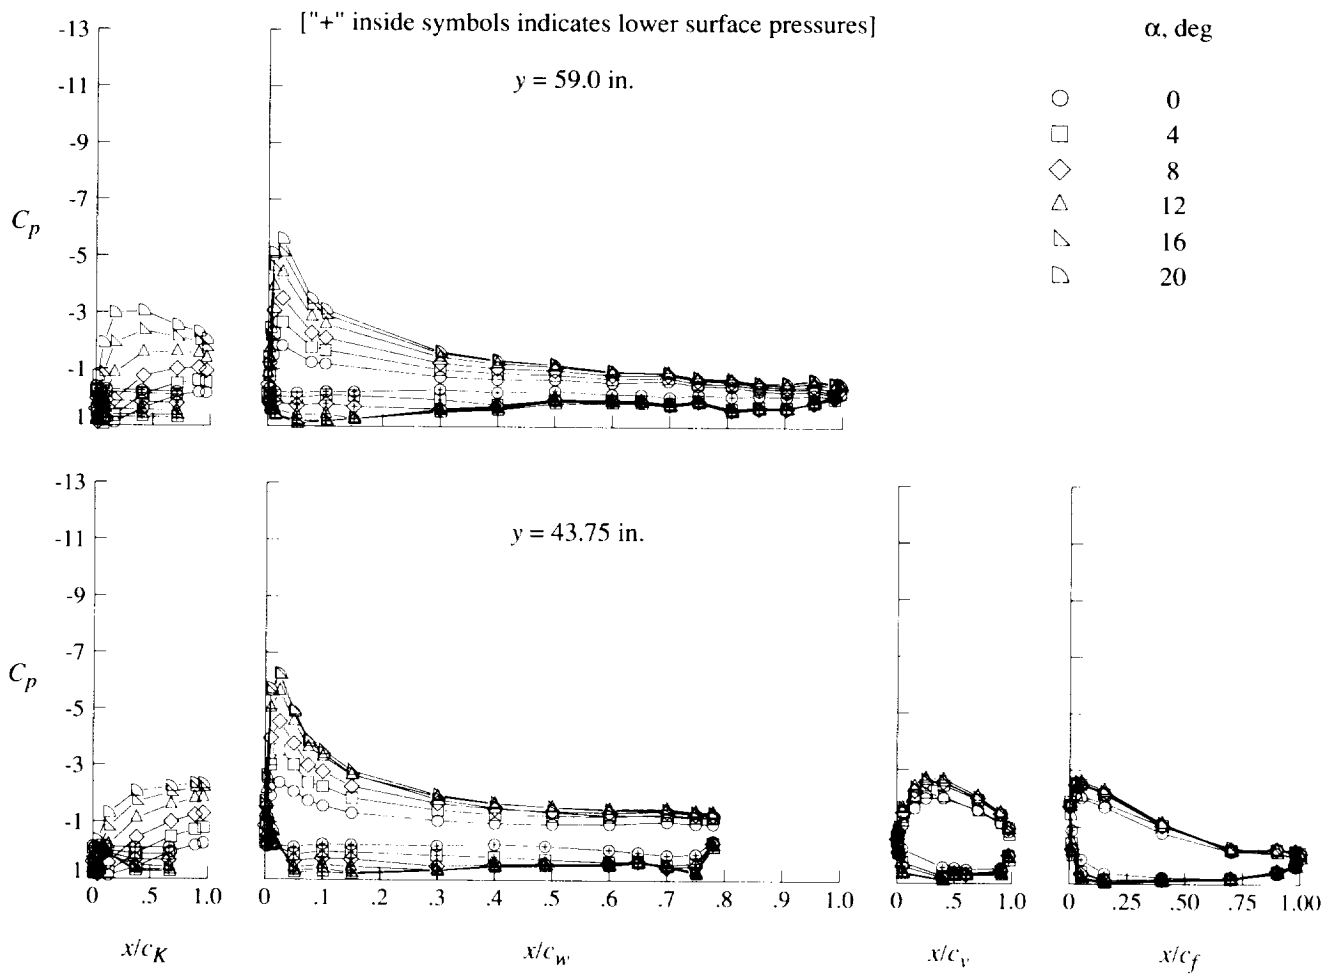 ["+" inside symbols indicates lower surface pressures]
α, deg
0
4
8
12
16
20
y = 59.0 in.
-13
-11
-9
-7
-5
-3
-1
1
C_p
y = 43.75 in.
-13
-11
-9
-7
-5
-3
-1
1
C_p
0 .5 1.0
0 .1 .2 .3 .4 .5 .6 .7 .8 1.0
0 .5 1.0
0 .25 .50 .75 1.00
x/c_K
x/c_w
x/c_v
x/c_f